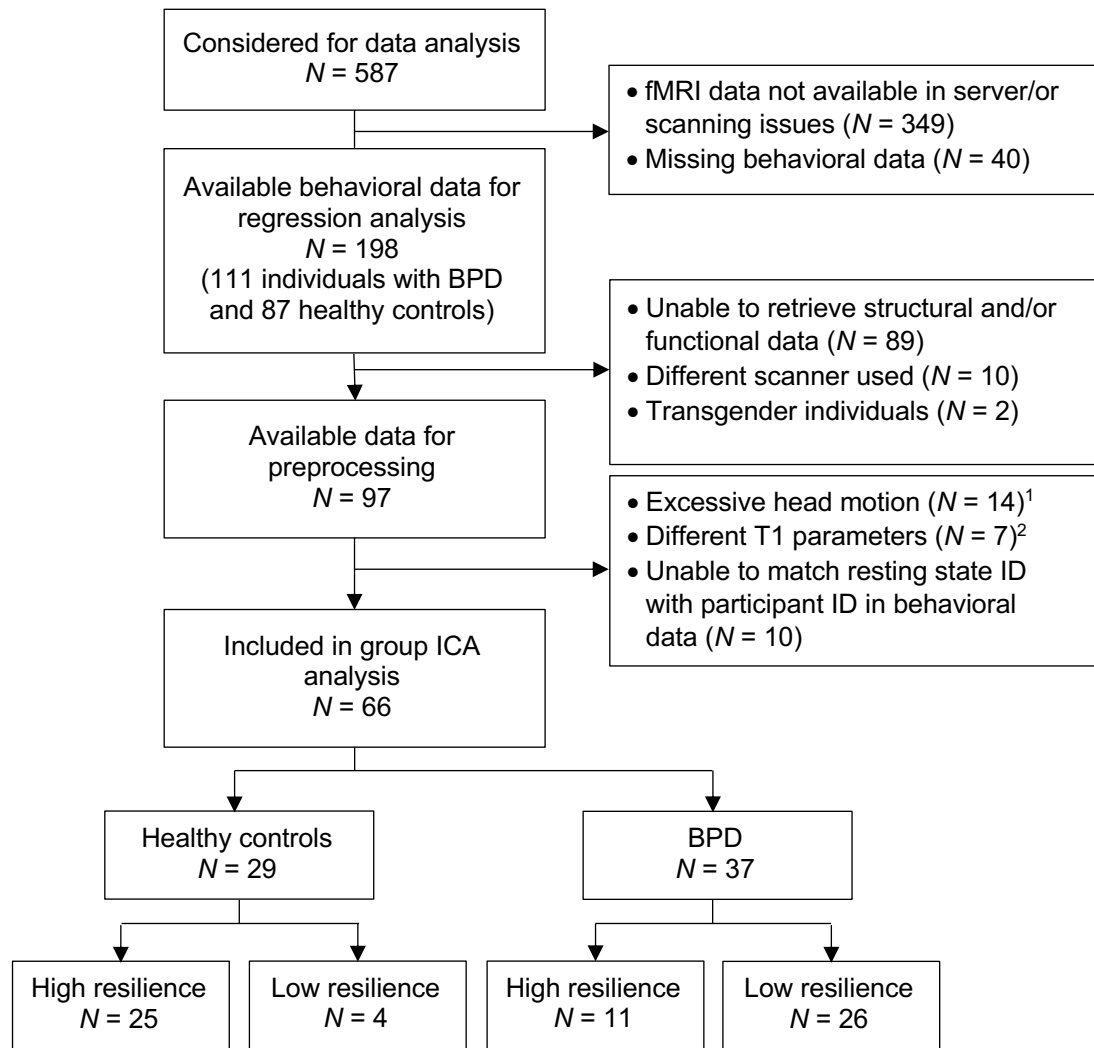 Considered for data analysis
N = 587
• fMRI data not available in server/or
scanning issues (N = 349)
• Missing behavioral data (N = 40)
Available behavioral data for
regression analysis
N = 198
(111 individuals with BPD
and 87 healthy controls)
• Unable to retrieve structural and/or
functional data (N = 89)
• Different scanner used (N = 10)
• Transgender individuals (N = 2)
Available data for
preprocessing
N = 97
• Excessive head motion (N = 14)¹
• Different T1 parameters (N = 7)²
• Unable to match resting state ID
with participant ID in behavioral
data (N = 10)
Included in group ICA
analysis
N = 66
Healthy controls
N = 29
BPD
N = 37
High resilience
N = 25
Low resilience
N = 4
High resilience
N = 11
Low resilience
N = 26